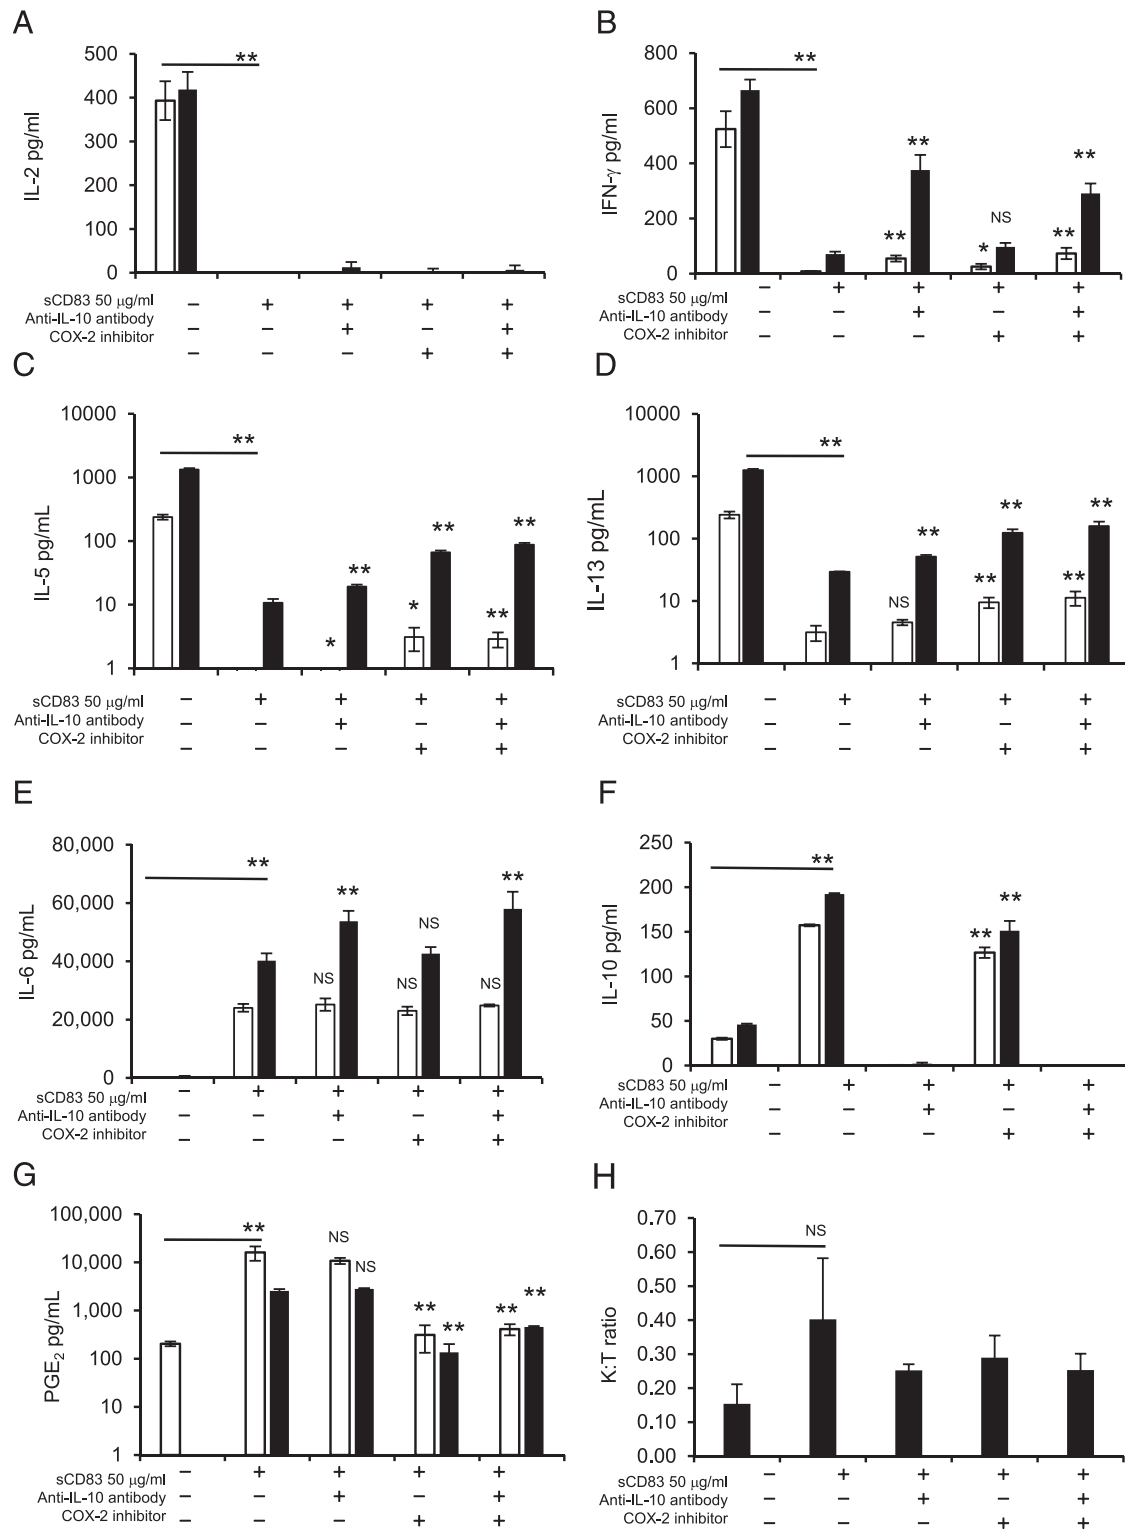 A
500
400
300
200
100
0
IL-2 pg/ml
**
sCD83 50 μg/ml – + + + +
Anti-IL-10 antibody – – + – +
COX-2 inhibitor – – – + +
B
800
600
400
200
0
IFN-γ pg/ml
**
**
**
*
NS
**
**
sCD83 50 μg/ml – + + + +
Anti-IL-10 antibody – – + – +
COX-2 inhibitor – – – + +
C
10000
1000
100
10
1
IL-5 pg/mL
**
*
**
*
**
**
**
sCD83 50 μg/ml – + + + +
Anti-IL-10 antibody – – + – +
COX-2 inhibitor – – – + +
D
10000
1000
100
10
1
IL-13 pg/mL
**
NS
**
**
**
**
**
sCD83 50 μg/ml – + + + +
Anti-IL-10 antibody – – + – +
COX-2 inhibitor – – – + +
E
80,000
60,000
40,000
20,000
0
IL-6 pg/mL
**
NS
**
NS
NS
NS
**
sCD83 50 μg/ml – + + + +
Anti-IL-10 antibody – – + – +
COX-2 inhibitor – – – + +
F
250
200
150
100
50
0
IL-10 pg/ml
**
**
**
sCD83 50 μg/ml – + + + +
Anti-IL-10 antibody – – + – +
COX-2 inhibitor – – – + +
G
100,000
10,000
1,000
100
10
1
PGE₂ pg/mL
**
NS
NS
**
**
**
**
sCD83 50 μg/ml – + + + +
Anti-IL-10 antibody – – + – +
COX-2 inhibitor – – – + +
H
0.70
0.60
0.50
0.40
0.30
0.20
0.10
0.00
K:T ratio
NS
sCD83 50 μg/ml – + + + +
Anti-IL-10 antibody – – + – +
COX-2 inhibitor – – – + +